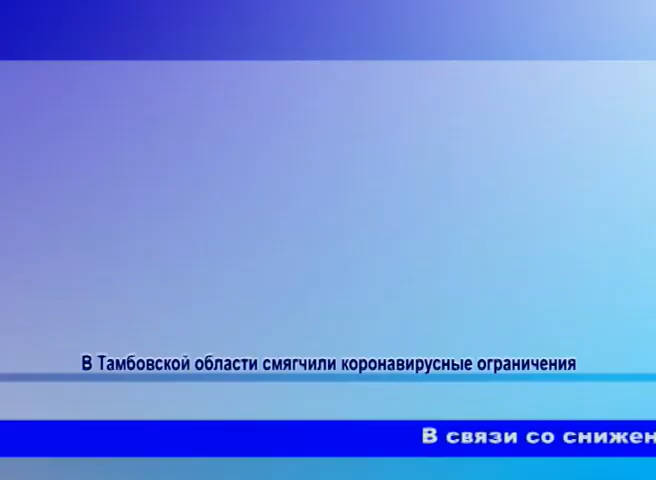 В Тамбовской области смягчили коронавирусные ограничения
В связи со снижен